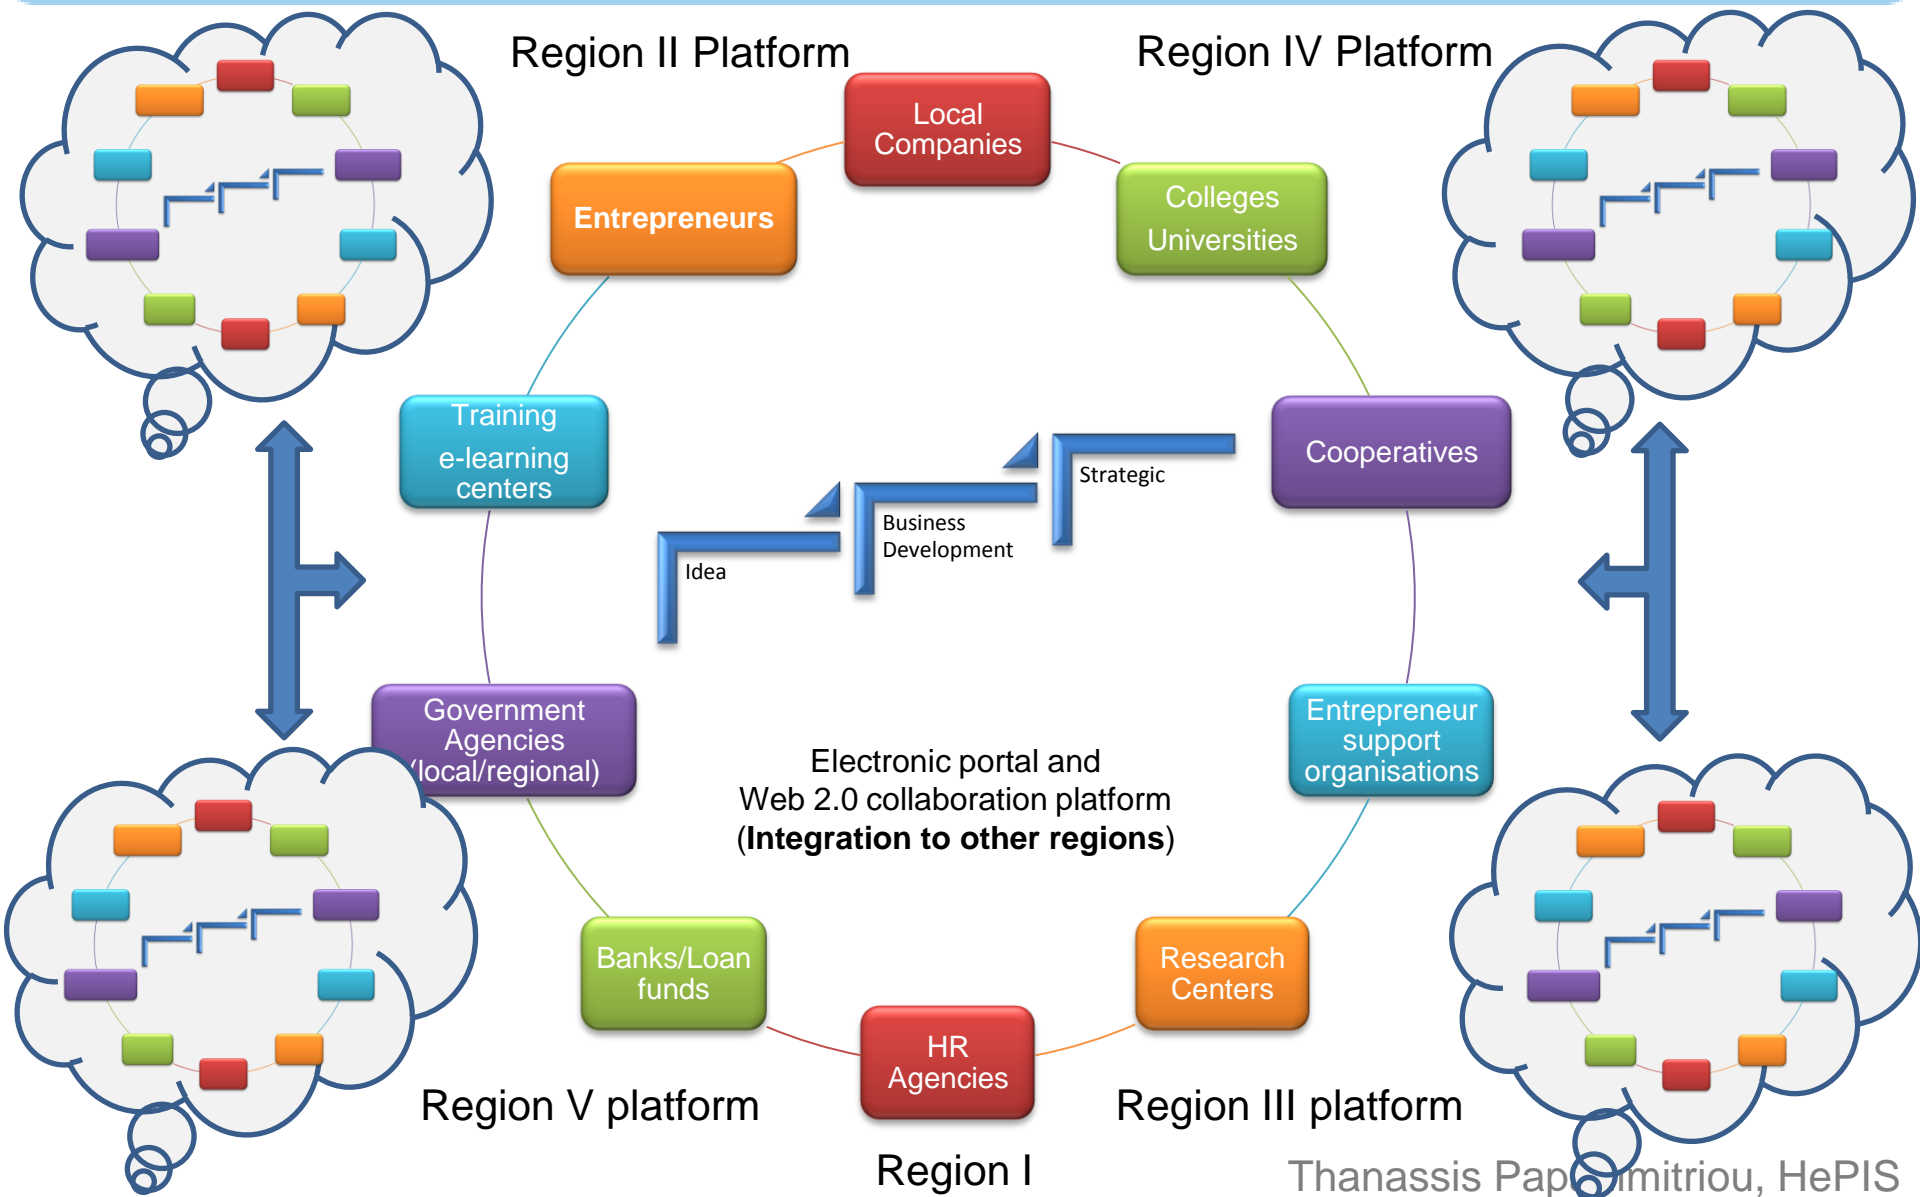 Region II Platform
Region IV Platform
Local
Companies
Entrepreneurs
Colleges
Universities
Training
e-learning
centers
Cooperatives
Strategic
Business
Development
Idea
Government
Agencies
(local/regional)
Entrepreneur
support
organisations
Electronic portal and
Web 2.0 collaboration platform
(Integration to other regions)
Banks/Loan
funds
Research
Centers
HR
Agencies
Region V platform
Region III platform
Region I
Thanassis HePIS